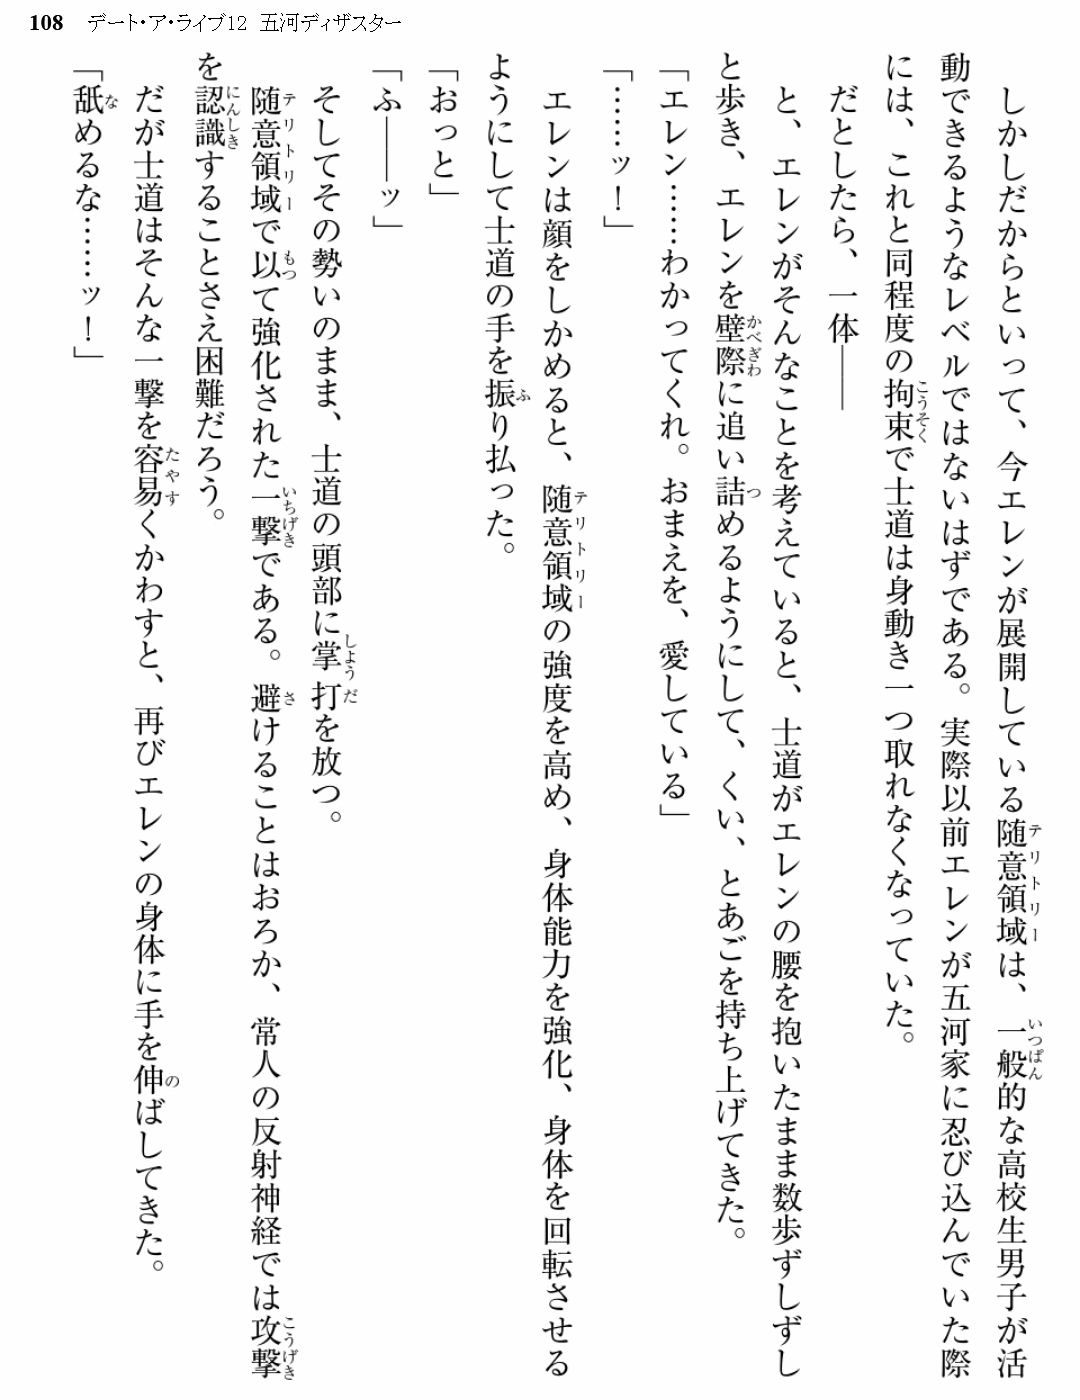 108 デート・ア・ライブ12 五河ディザスター
しかしだからといって、今エレンが展開している随意領域は、一般的な高校生男子が活
動できるようなレベルではないはずである。実際以前エレンが五河家に忍び込んでいた際
には、これと同程度の拘束で士道は身動き一つ取れなくなっていた。
だとしたら、一体――
と、エレンがそんなことを考えていると、士道がエレンの腰を抱いたまま数歩ずしずし
と歩き、エレンを壁際に追い詰めるようにして、くい、とあごを持ち上げてきた。
「エレン……わかってくれ。おまえを、愛している」
「……ッ！」
エレンは顔をしかめると、随意領域の強度を高め、身体能力を強化、身体を回転させる
ようにして士道の手を振り払った。
「おっと」
「ふ――ッ」
そしてその勢いのまま、士道の頭部に掌打を放つ。
随意領域で以て強化された一撃である。避けることはおろか、常人の反射神経では攻撃
を認識することさえ困難だろう。
だが士道はそんな一撃を容易くかわすと、再びエレンの身体に手を伸ばしてきた。
「舐めるな……ッ！」